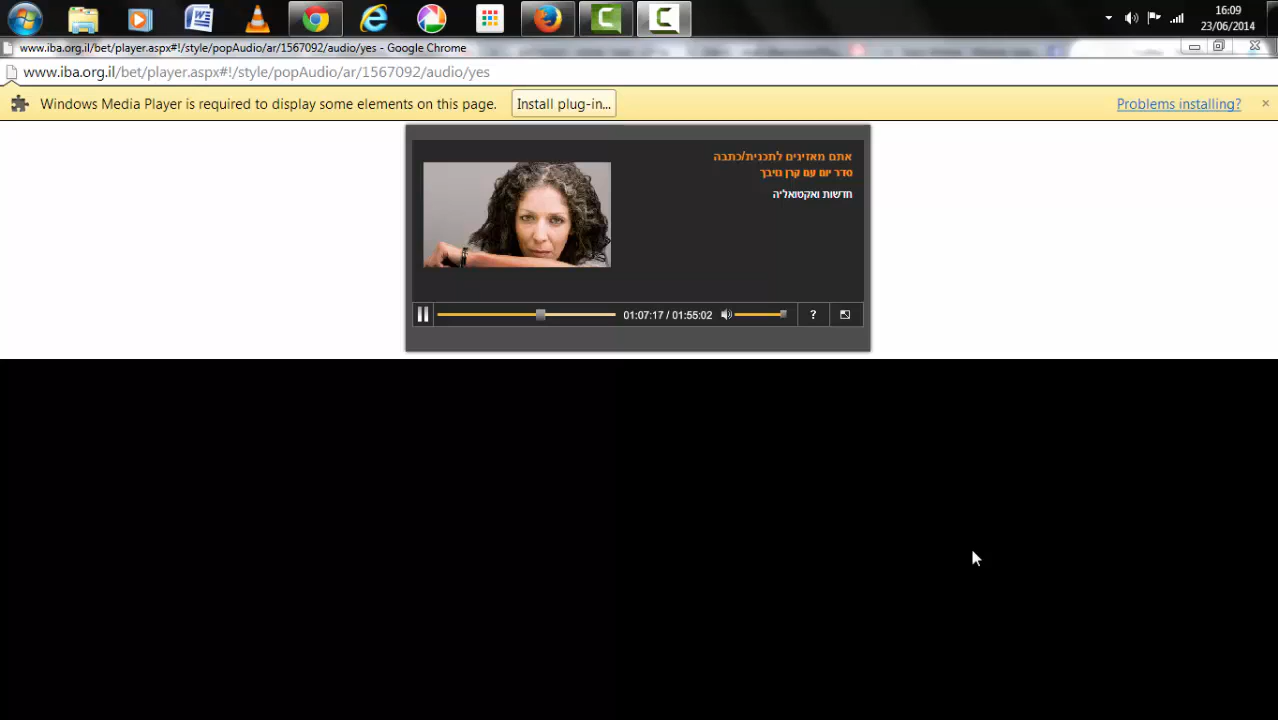 16:09
23/06/2014
www.iba.org.il/bet/player.aspx#!/style/popAudio/ar/1567092/audio/yes - Google Chrome
www.iba.org.il/bet/player.aspx#!/style/popAudio/ar/1567092/audio/yes
Windows Media Player is required to display some elements on this page. Install plug-in... Problems installing?
אתם מאזינים לתכנית/כתבה
סדר יום עם קרן נויבך
חדשות ואקטואליה
01:07:17 / 01:55:02 ?